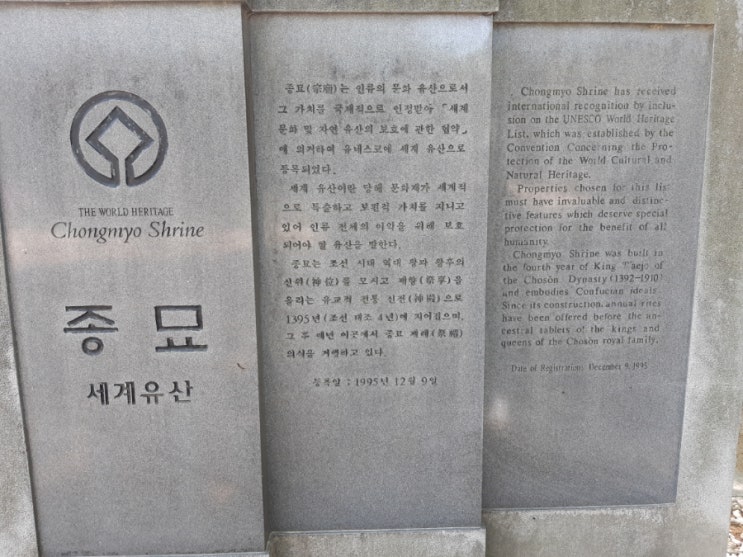 THE WORLD HERITAGE
Chongmyo Shrine
종 묘
세계유산
종묘(宗廟)는 인류의 문화 유산으로서
그 가치를 국제적으로 인정받아 「세계
문화 및 자연 유산의 보호에 관한 협약」
에 의거하여 유네스코에 세계 유산으로
등록되었다.
세계 유산이란 당해 문화재가 세계적
으로 독출하고 보편적 가치를 지니고
있어 인류 전체의 이익을 위해 보호
되어야 할 유산을 말한다.
종묘는 조선 시대 역대 왕과 왕후의
신위(神位)를 모시고 제향(祭享)을
올리는 유교적 전통 신전(神殿)으로
1395년(조선 태조 4년)에 지어졌으며,
그 후 매년 이곳에서 종묘 제례(祭禮)
의식을 거행하고 있다.
등록일 : 1995년 12월 9일
Chongmyo Shrine has received
international recognition by inclu-
sion on the UNESCO World Heritage
List, which was established by the
Convention Concerning the Pro-
tection of the World Cultural and
Natural Heritage.
Properties chosen for this list
must have invaluable and distinc-
tive features which deserve special
protection for the benefit of all
humanity.
Chongmyo Shrine was built in
the fourth year of King Taejo of
the Chosŏn Dynasty (1392-1910)
and embodies Confucian ideals.
Since its construction, annual rites
have been offered before the an-
cestral tablets of the kings and
queens of the Chosŏn royal family.
Date of Registration: December 9, 1995